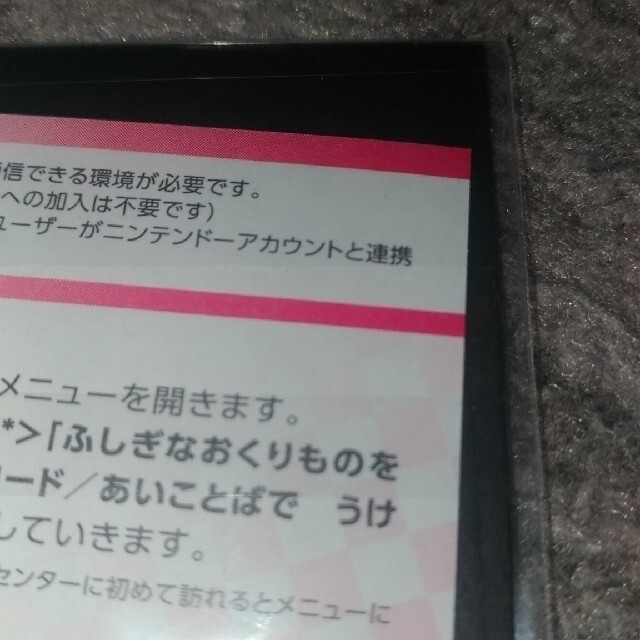 信できる環境が必要です。
への加入は不要です)
ユーザーがニンテンドーアカウントと連携
メニューを開きます。
*>「ふしぎなおくりものを
ード／あいことばで　うけ
していきます。
センターに初めて訪れるとメニューに